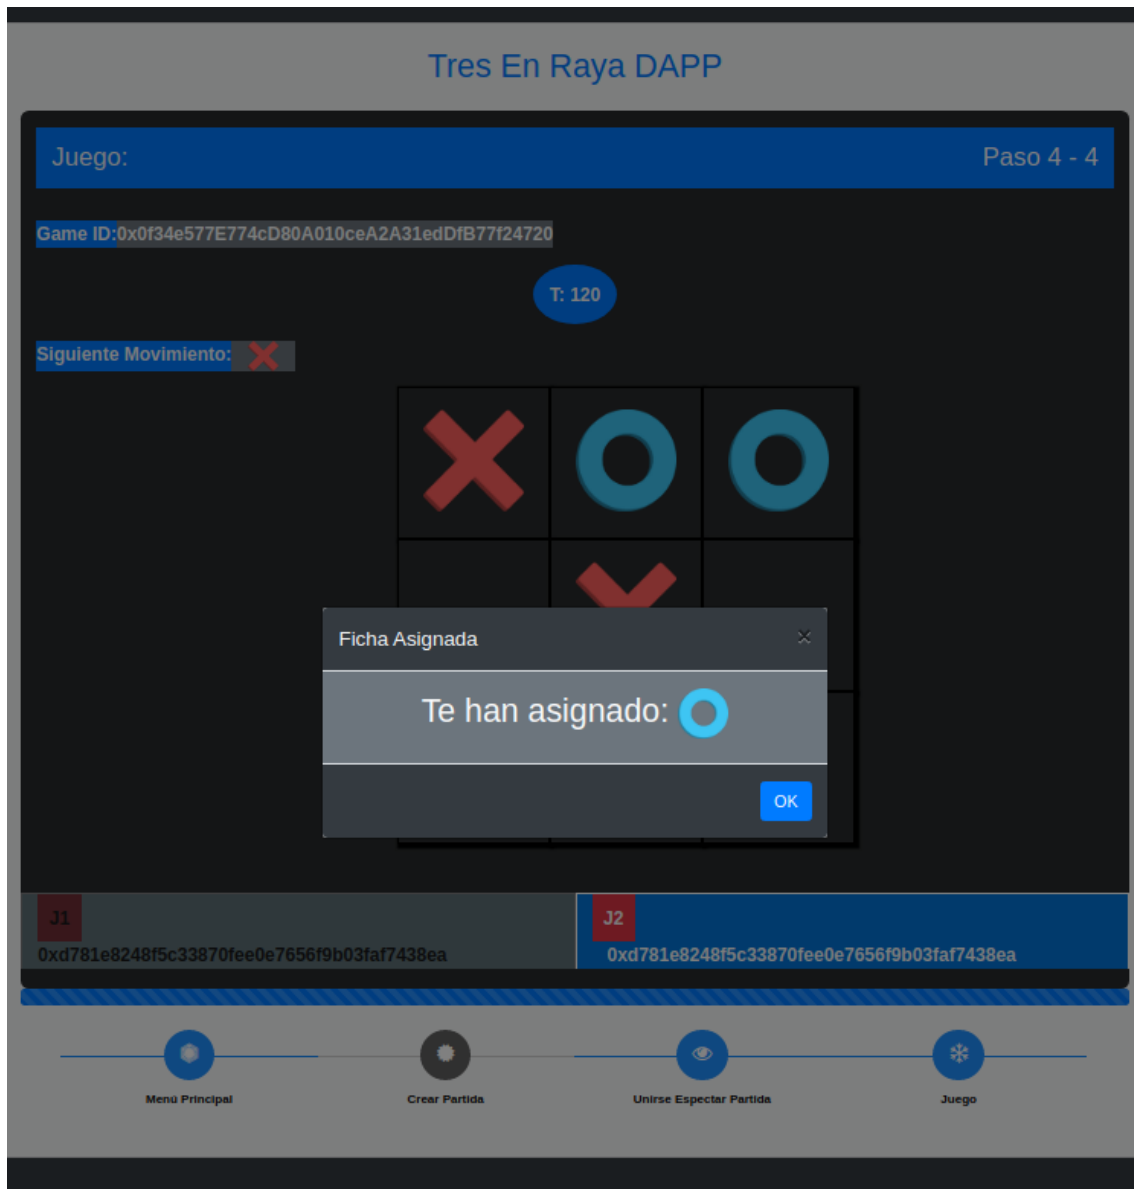 Tres En Raya DAPP
Juego: Paso 4 - 4
Game ID:0x0f34e577E774cD80A010ceA2A31edDfB77f24720
T: 120
Siguiente Movimiento:
Ficha Asignada ×
Te han asignado:
OK
J1
0xd781e8248f5c33870fee0e7656f9b03faf7438ea
J2
0xd781e8248f5c33870fee0e7656f9b03faf7438ea
Menú Principal
Crear Partida
Unirse Espectar Partida
Juego